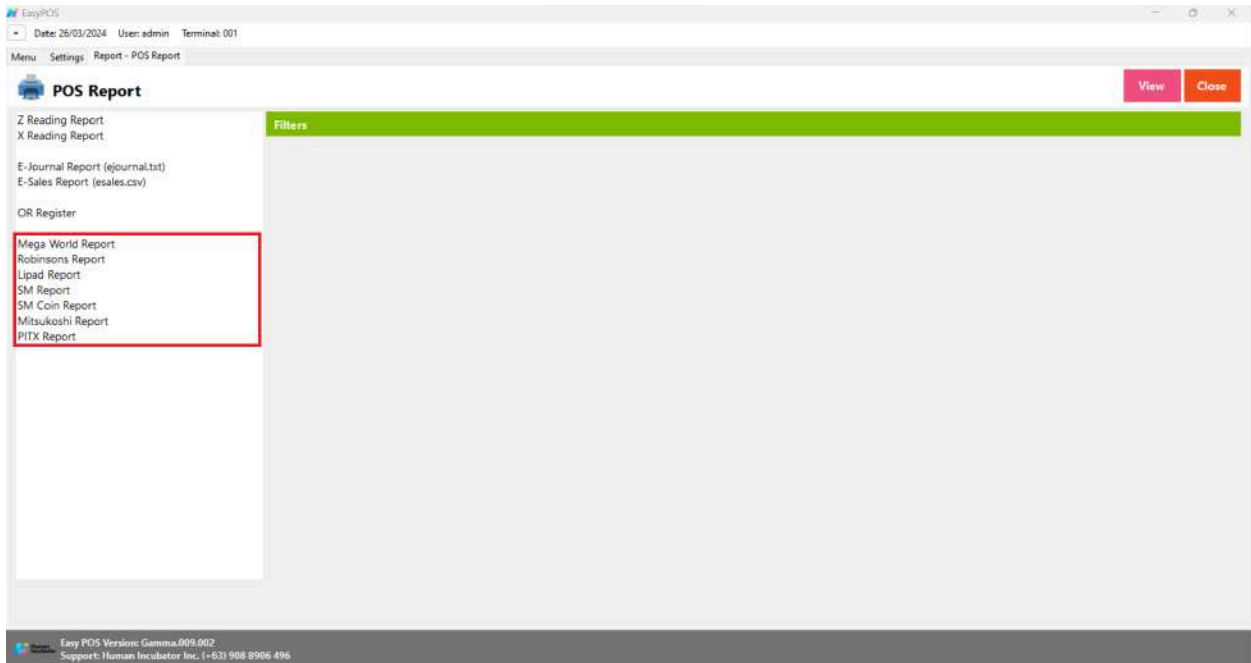 EasyPOS
Date: 26/03/2024 User: admin Terminal: 001
Menu Settings Report - POS Report
POS Report
View Close
Filters
Z Reading Report
X Reading Report
E-Journal Report (ejournal.txt)
E-Sales Report (esales.csv)
OR Register
Mega World Report
Robinsons Report
Lipad Report
SM Report
SM Coin Report
Mitsukoshi Report
PITX Report
Human
Incubator
Easy POS Version: Gamma.009.002
Support: Human Incubator Inc. (+63) 908 8906 496